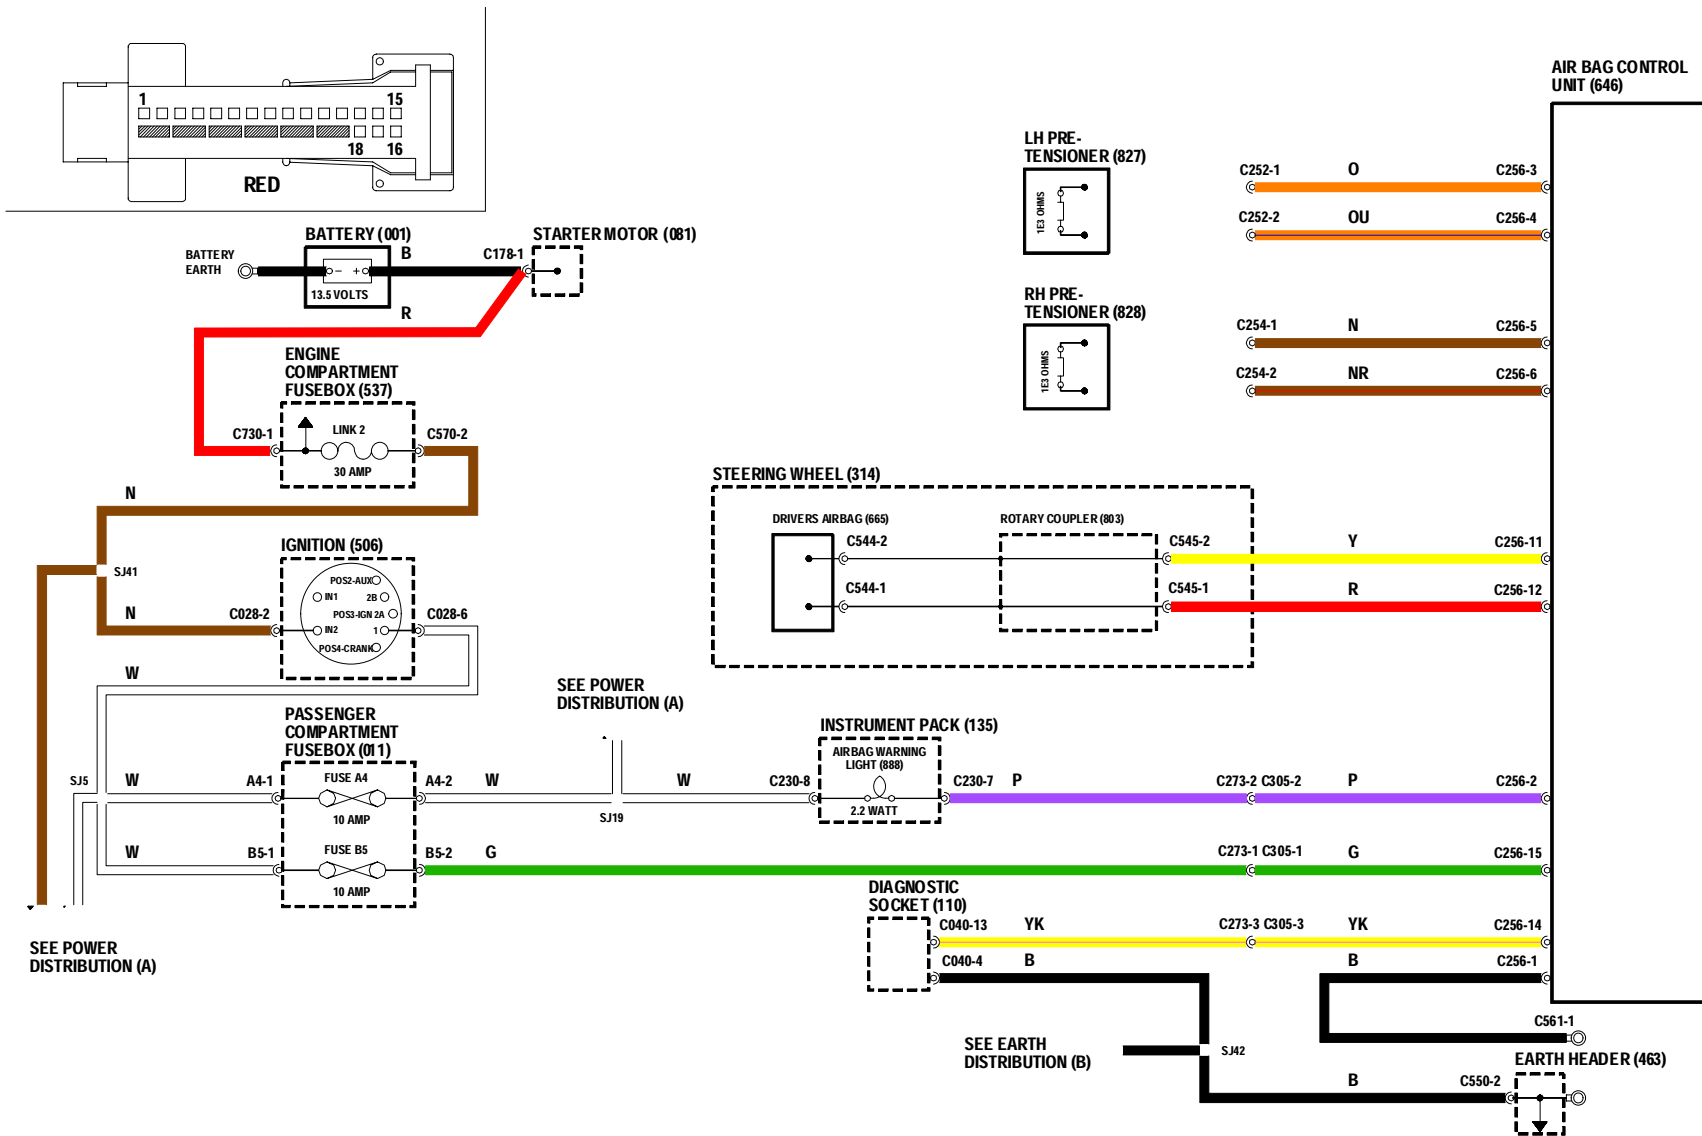 1
15
18
16
RED
BATTERY (001)
BATTERY
EARTH
B
-
+
13.5 VOLTS
C178-1
STARTER MOTOR (081)
R
ENGINE
COMPARTMENT
FUSEBOX (537)
C730-1
LINK 2
30 AMP
C570-2
N
SJ41
IGNITION (506)
N
C028-2
POS2-AUX
IN1
2B
POS3-IGN 2A
IN2
1
POS4-CRANK
C028-6
W
PASSENGER
COMPARTMENT
FUSEBOX (011)
SJ5
W
A4-1
FUSE A4
10 AMP
A4-2
W
W
B5-1
FUSE B5
10 AMP
B5-2
G
SEE POWER
DISTRIBUTION (A)
SEE POWER
DISTRIBUTION (A)
SJ19
W
INSTRUMENT PACK (135)
C230-8
AIRBAG WARNING
LIGHT (888)
2.2 WATT
C230-7
P
C273-2 C305-2
P
C256-2
C273-1 C305-1
G
C256-15
DIAGNOSTIC
SOCKET (110)
C040-13
YK
C273-3 C305-3
YK
C256-14
C040-4
B
B
C256-1
C561-1
SEE EARTH
DISTRIBUTION (B)
SJ42
EARTH HEADER (463)
B
C550-2
AIR BAG CONTROL
UNIT (646)
LH PRE-
TENSIONER (827)
1E3 OHMS
C252-1
O
C256-3
C252-2
OU
C256-4
RH PRE-
TENSIONER (828)
1E3 OHMS
C254-1
N
C256-5
C254-2
NR
C256-6
STEERING WHEEL (314)
DRIVERS AIRBAG (665)
ROTARY COUPLER (803)
C544-2
C545-2
Y
C256-11
C544-1
C545-1
R
C256-12